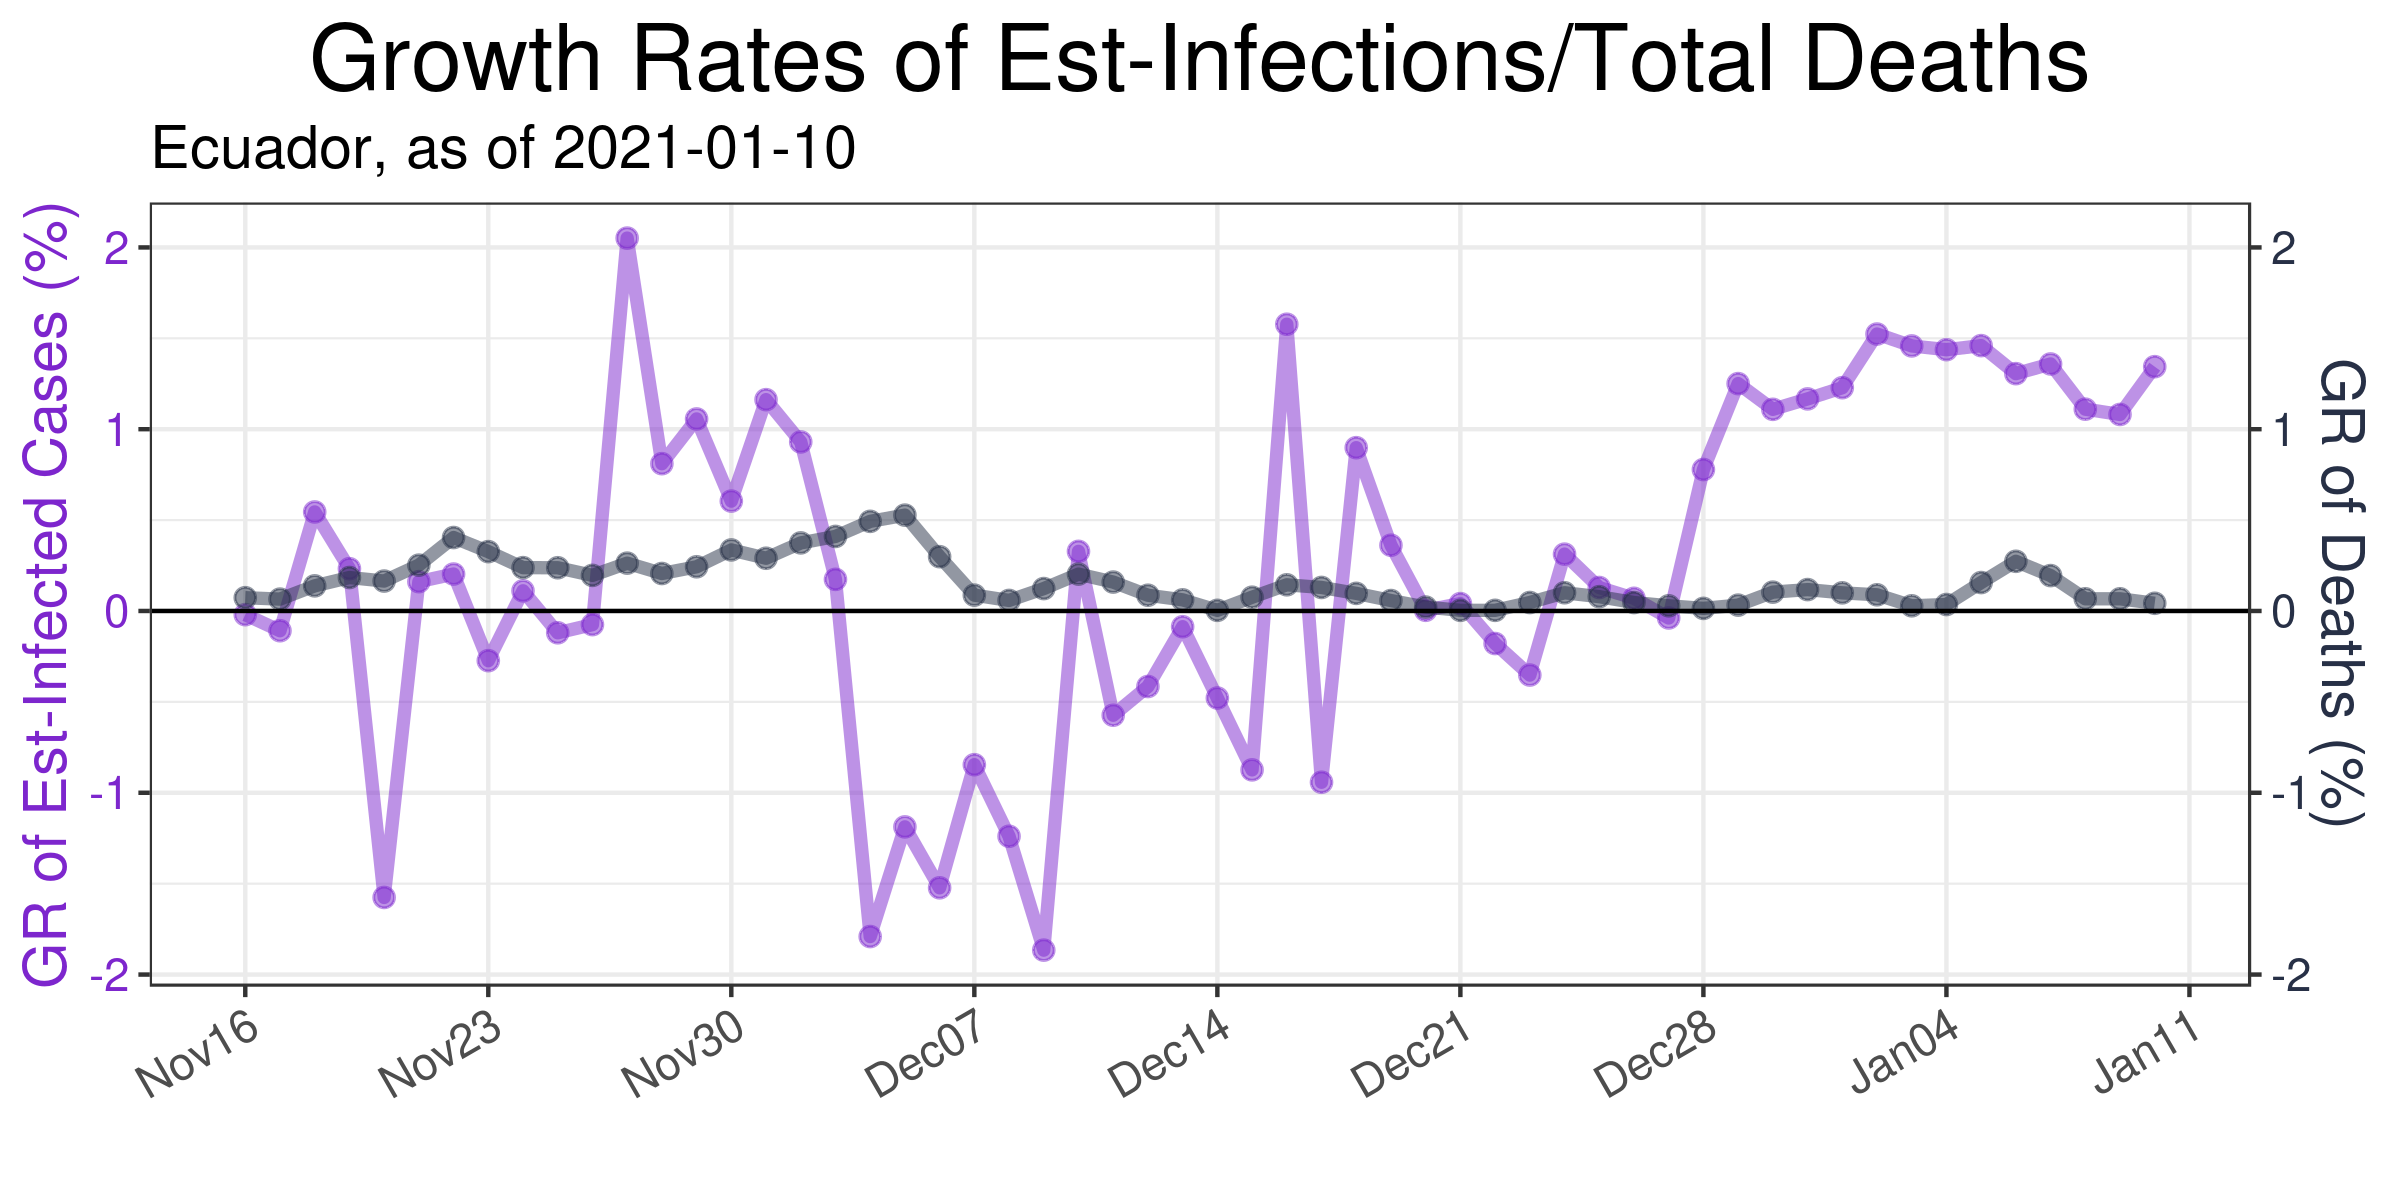 Growth Rates of Est-Infections/Total Deaths
Ecuador, as of 2021-01-10
GR of Est-Infected Cases (%)
2
1
0
-1
-2
2
1
0
-1
-2
GR of Deaths (%)
Nov16
Nov23
Nov30
Dec07
Dec14
Dec21
Dec28
Jan04
Jan11